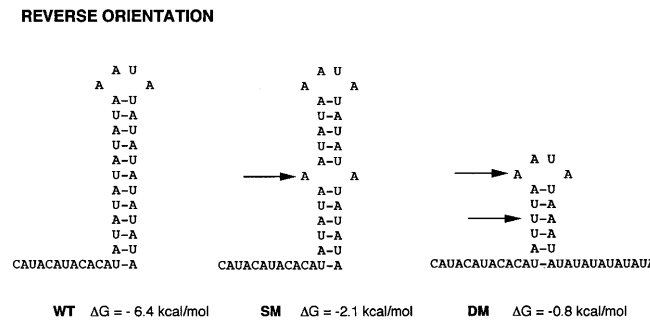 REVERSE ORIENTATION
A U
A A
A-U
U-A
A-U
U-A
A-U
U-A
A-U
U-A
A-U
U-A
A-U
CAUACAUACACAU-A
WT ΔG = - 6.4 kcal/mol
A U
A A
A-U
U-A
A-U
U-A
A-U
A A
A-U
U-A
A-U
U-A
A-U
CAUACAUACACAU-A
SM ΔG = -2.1 kcal/mol
A U
A A
A-U
U-A
U-A
U-A
A-U
CAUACAUACACAU-AUAUAUAUAUAUA
DM ΔG = -0.8 kcal/mol